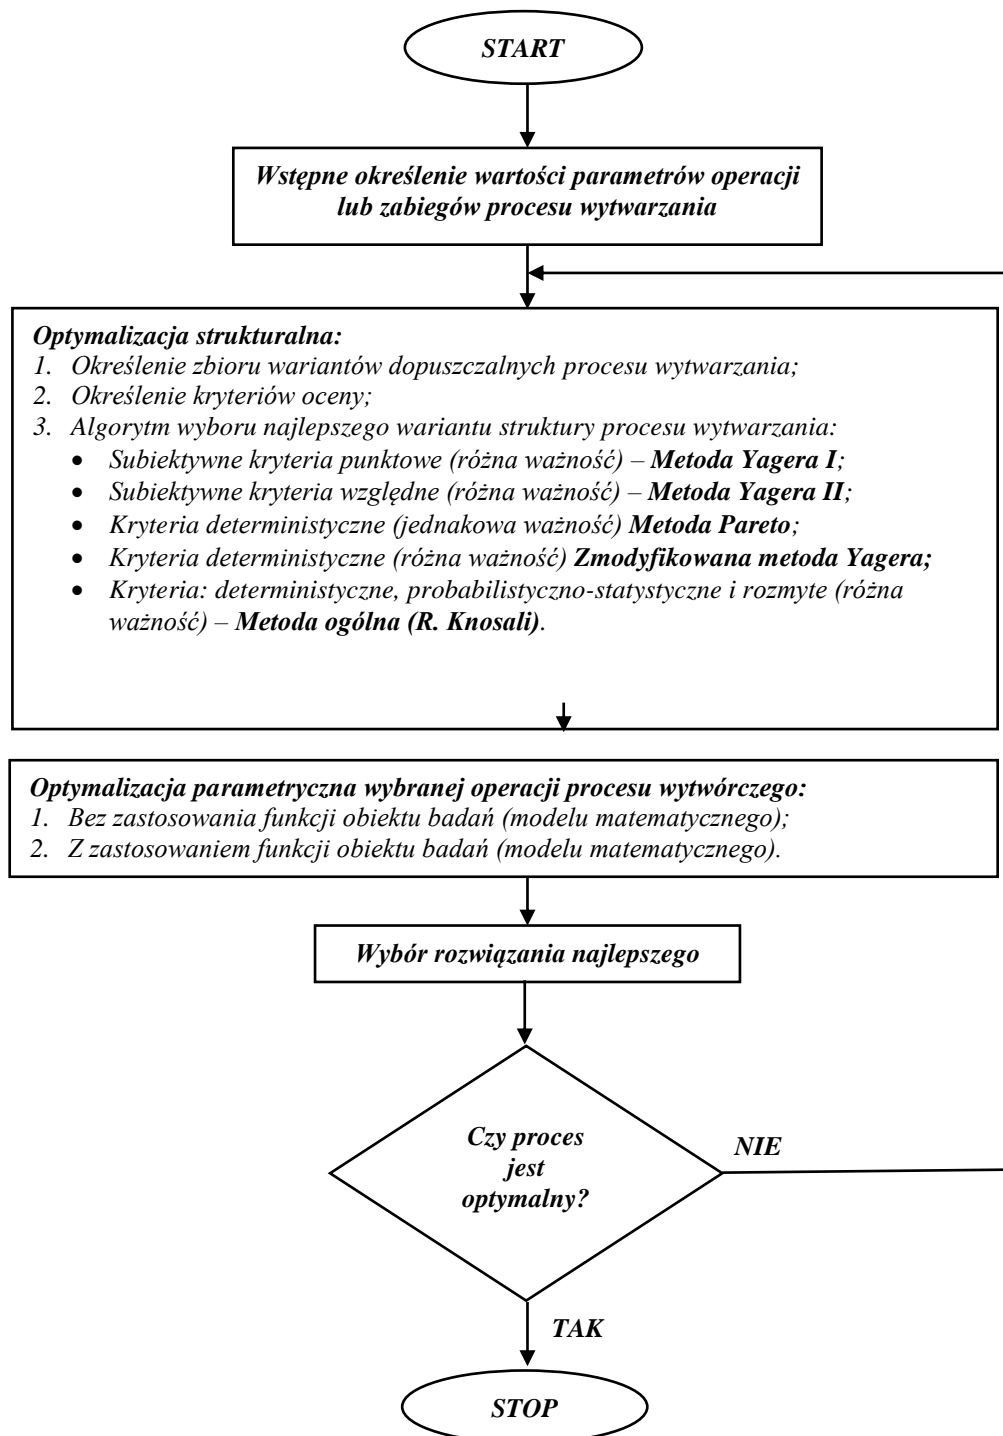 START
Wstępne określenie wartości parametrów operacji
lub zabiegów procesu wytwarzania
Optymalizacja strukturalna:
1. Określenie zbioru wariantów dopuszczalnych procesu wytwarzania;
2. Określenie kryteriów oceny;
3. Algorytm wyboru najlepszego wariantu struktury procesu wytwarzania:
• Subiektywne kryteria punktowe (różna ważność) – Metoda Yagera I;
• Subiektywne kryteria względne (różna ważność) – Metoda Yagera II;
• Kryteria deterministyczne (jednakowa ważność) Metoda Pareto;
• Kryteria deterministyczne (różna ważność) Zmodyfikowana metoda Yagera;
• Kryteria: deterministyczne, probabilistyczno-statystyczne i rozmyte (różna
ważność) – Metoda ogólna (R. Knosali).
Optymalizacja parametryczna wybranej operacji procesu wytwórczego:
1. Bez zastosowania funkcji obiektu badań (modelu matematycznego);
2. Z zastosowaniem funkcji obiektu badań (modelu matematycznego).
Wybór rozwiązania najlepszego
Czy proces
jest
optymalny?
NIE
TAK
STOP